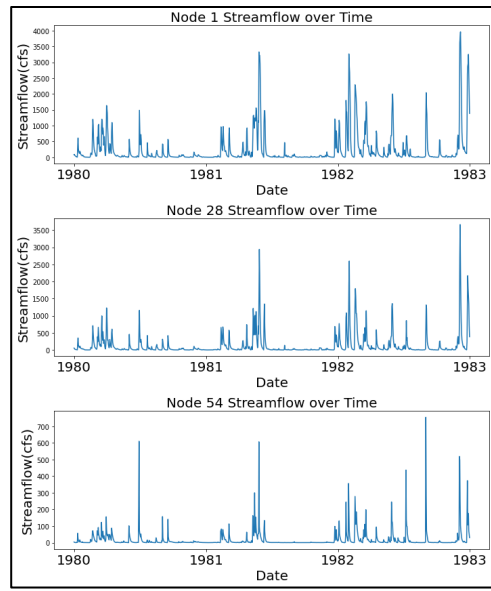 Node 1 Streamflow over Time
4000
3500
3000
2500
2000
1500
1000
500
0
Streamflow(cfs)
1980 1981 1982 1983
Date
Node 28 Streamflow over Time
3500
3000
2500
2000
1500
1000
500
0
Streamflow(cfs)
1980 1981 1982 1983
Date
Node 54 Streamflow over Time
700
600
500
400
300
200
100
0
Streamflow(cfs)
1980 1981 1982 1983
Date